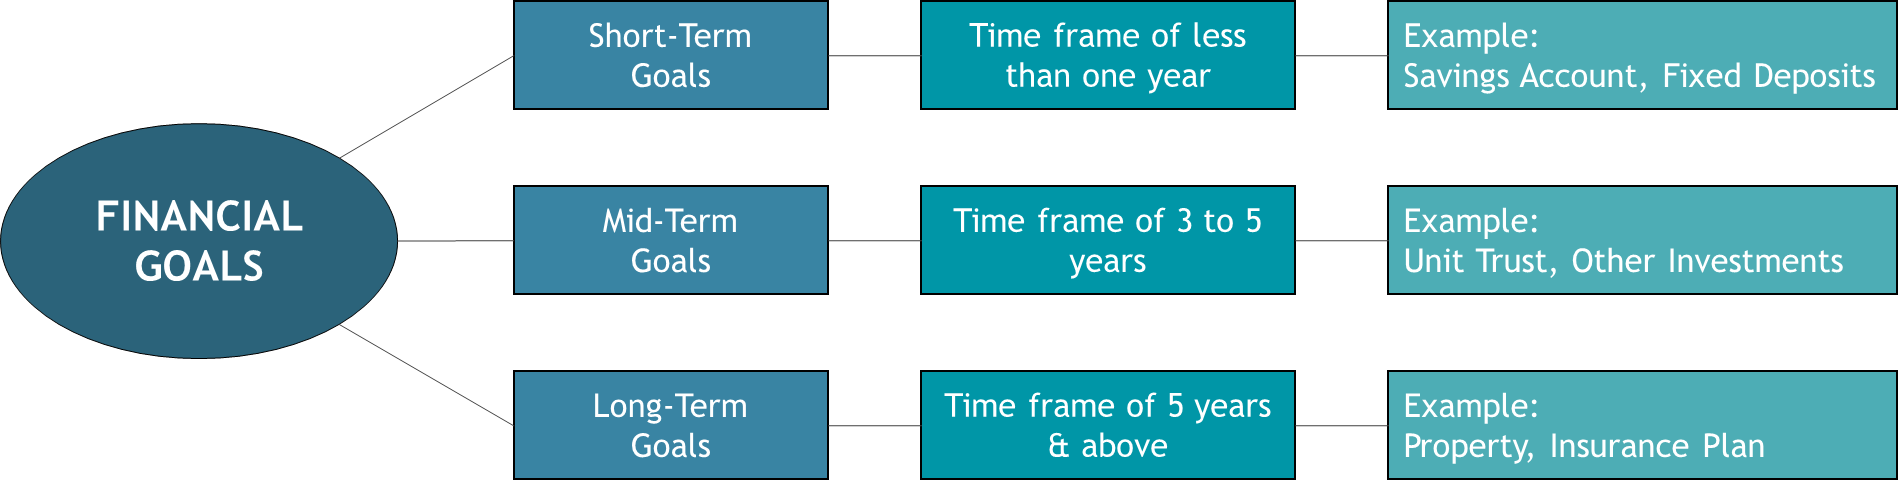 FINANCIAL
GOALS
Short-Term
Goals
Time frame of less
than one year
Example:
Savings Account, Fixed Deposits
Mid-Term
Goals
Time frame of 3 to 5
years
Example:
Unit Trust, Other Investments
Long-Term
Goals
Time frame of 5 years
& above
Example:
Property, Insurance Plan